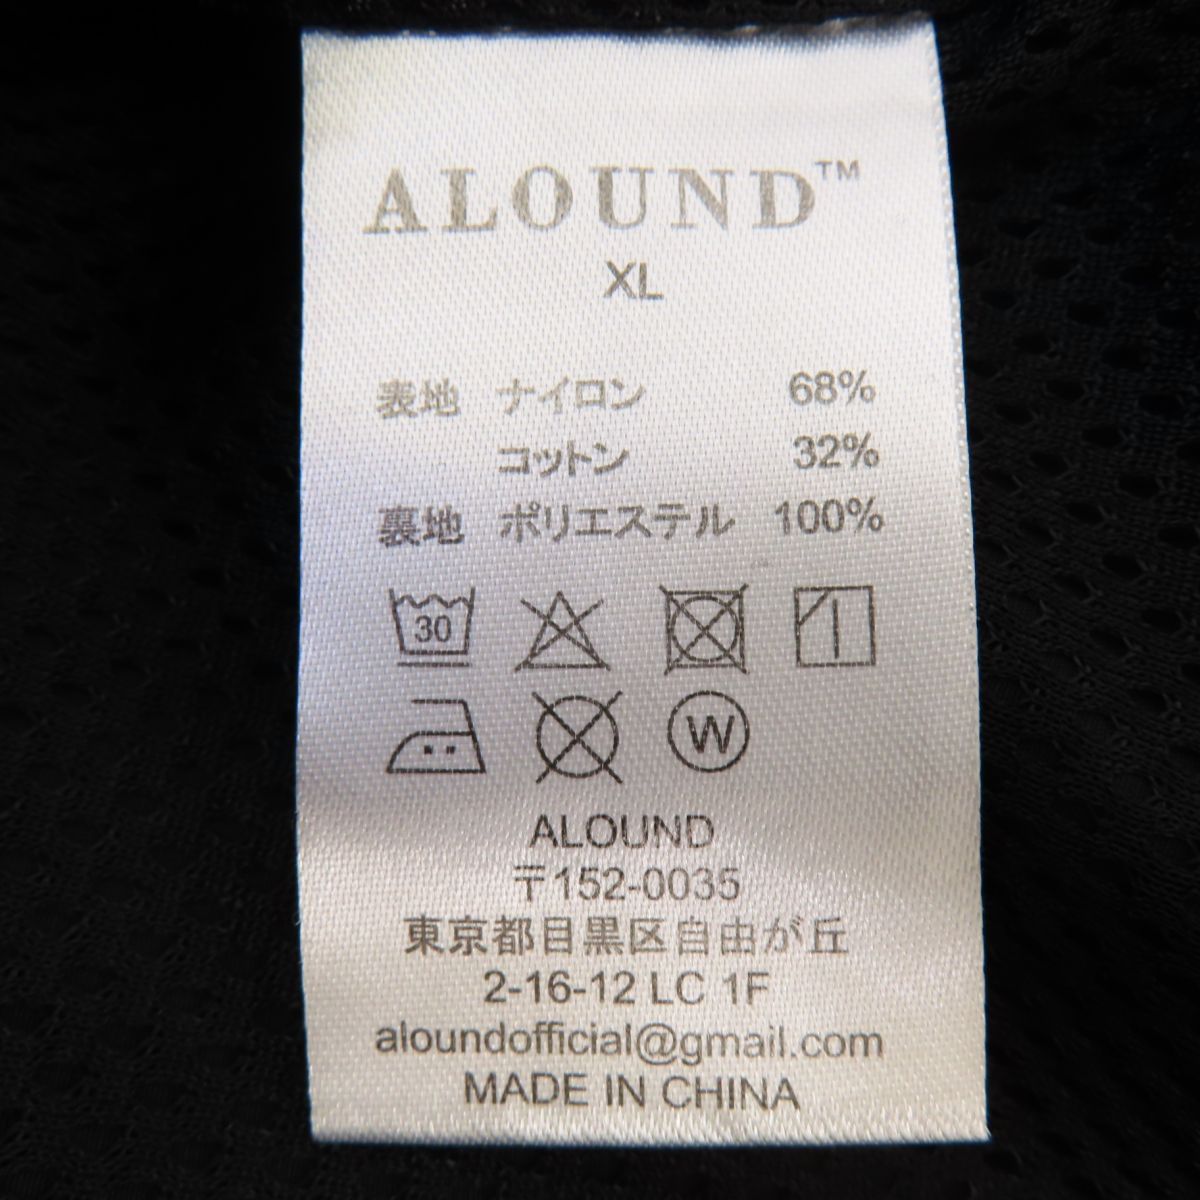 ALOUND™
XL
表地 ナイロン 68%
コットン 32%
裏地 ポリエステル 100%
30
W
ALOUND
〒152-0035
東京都目黒区自由が丘
2-16-12 LC 1F
aloundofficial@gmail.com
MADE IN CHINA